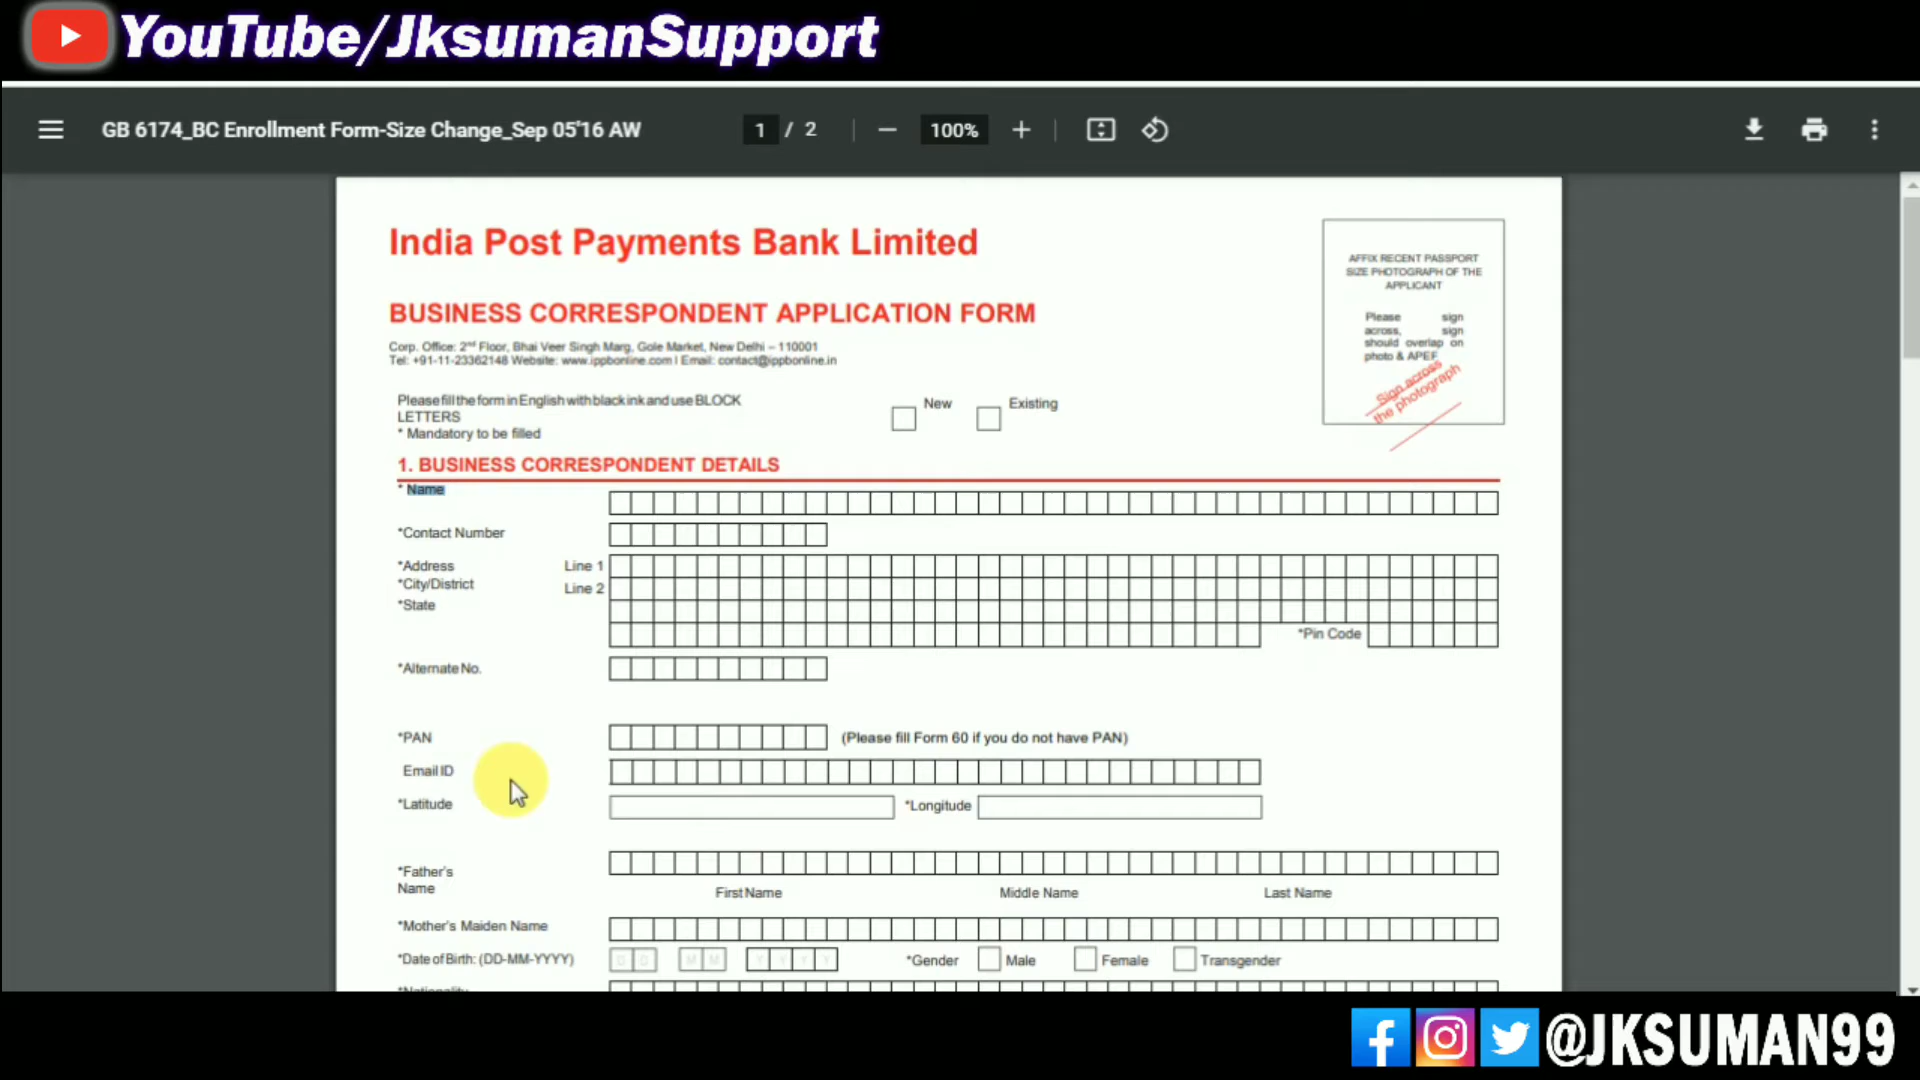 YouTube/JksumanSupport
GB 6174_BC Enrollment Form-Size Change_Sep 05'16 AW
1 / 2
100%
India Post Payments Bank Limited
BUSINESS CORRESPONDENT APPLICATION FORM
Corp. Office: 2nd Floor, Bhai Veer Singh Marg, Gole Market, New Delhi – 110001
Tel: +91-11-23362148 Website: www.ippbonline.com I Email: contact@ippbonline.in
AFFIX RECENT PASSPORT
SIZE PHOTOGRAPH OF THE
APPLICANT
Please sign
across, sign
should overlap on
photo & APEF
Sign across
the photograph
Please fill the form in English with black ink and use BLOCK
LETTERS
* Mandatory to be filled
New
Existing
1. BUSINESS CORRESPONDENT DETAILS
* Name
*Contact Number
*Address Line 1
*City/District Line 2
*State
*Pin Code
*Alternate No.
*PAN (Please fill Form 60 if you do not have PAN)
Email ID
*Latitude *Longitude
*Father's
Name
First Name Middle Name Last Name
*Mother's Maiden Name
*Date of Birth: (DD-MM-YYYY) D D M M Y Y Y Y *Gender Male Female Transgender
*Nationality
@JKSUMAN99